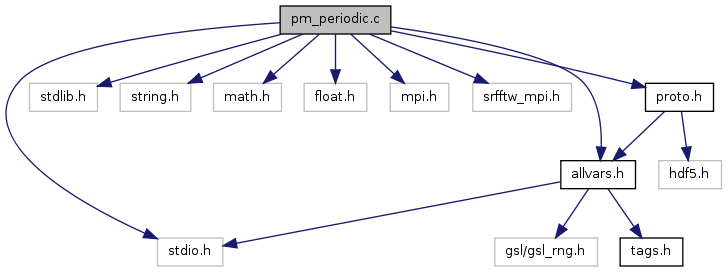 pm_periodic.c
stdlib.h
string.h
math.h
float.h
mpi.h
srfftw_mpi.h
proto.h
allvars.h
hdf5.h
stdio.h
gsl/gsl_rng.h
tags.h